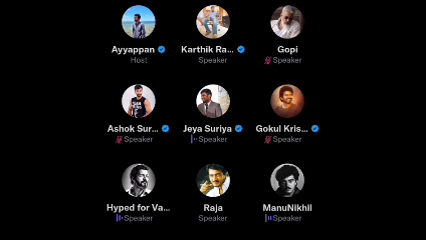 Ayyappan
Karthik Ra...
Gopi
Host
Speaker
Speaker
Ashok Sur...
Jeya Suriya
Gokul Kris...
Speaker
Speaker
Speaker
Hyped for Va...
Raja
ManuNikhil
Speaker
Speaker
Speaker